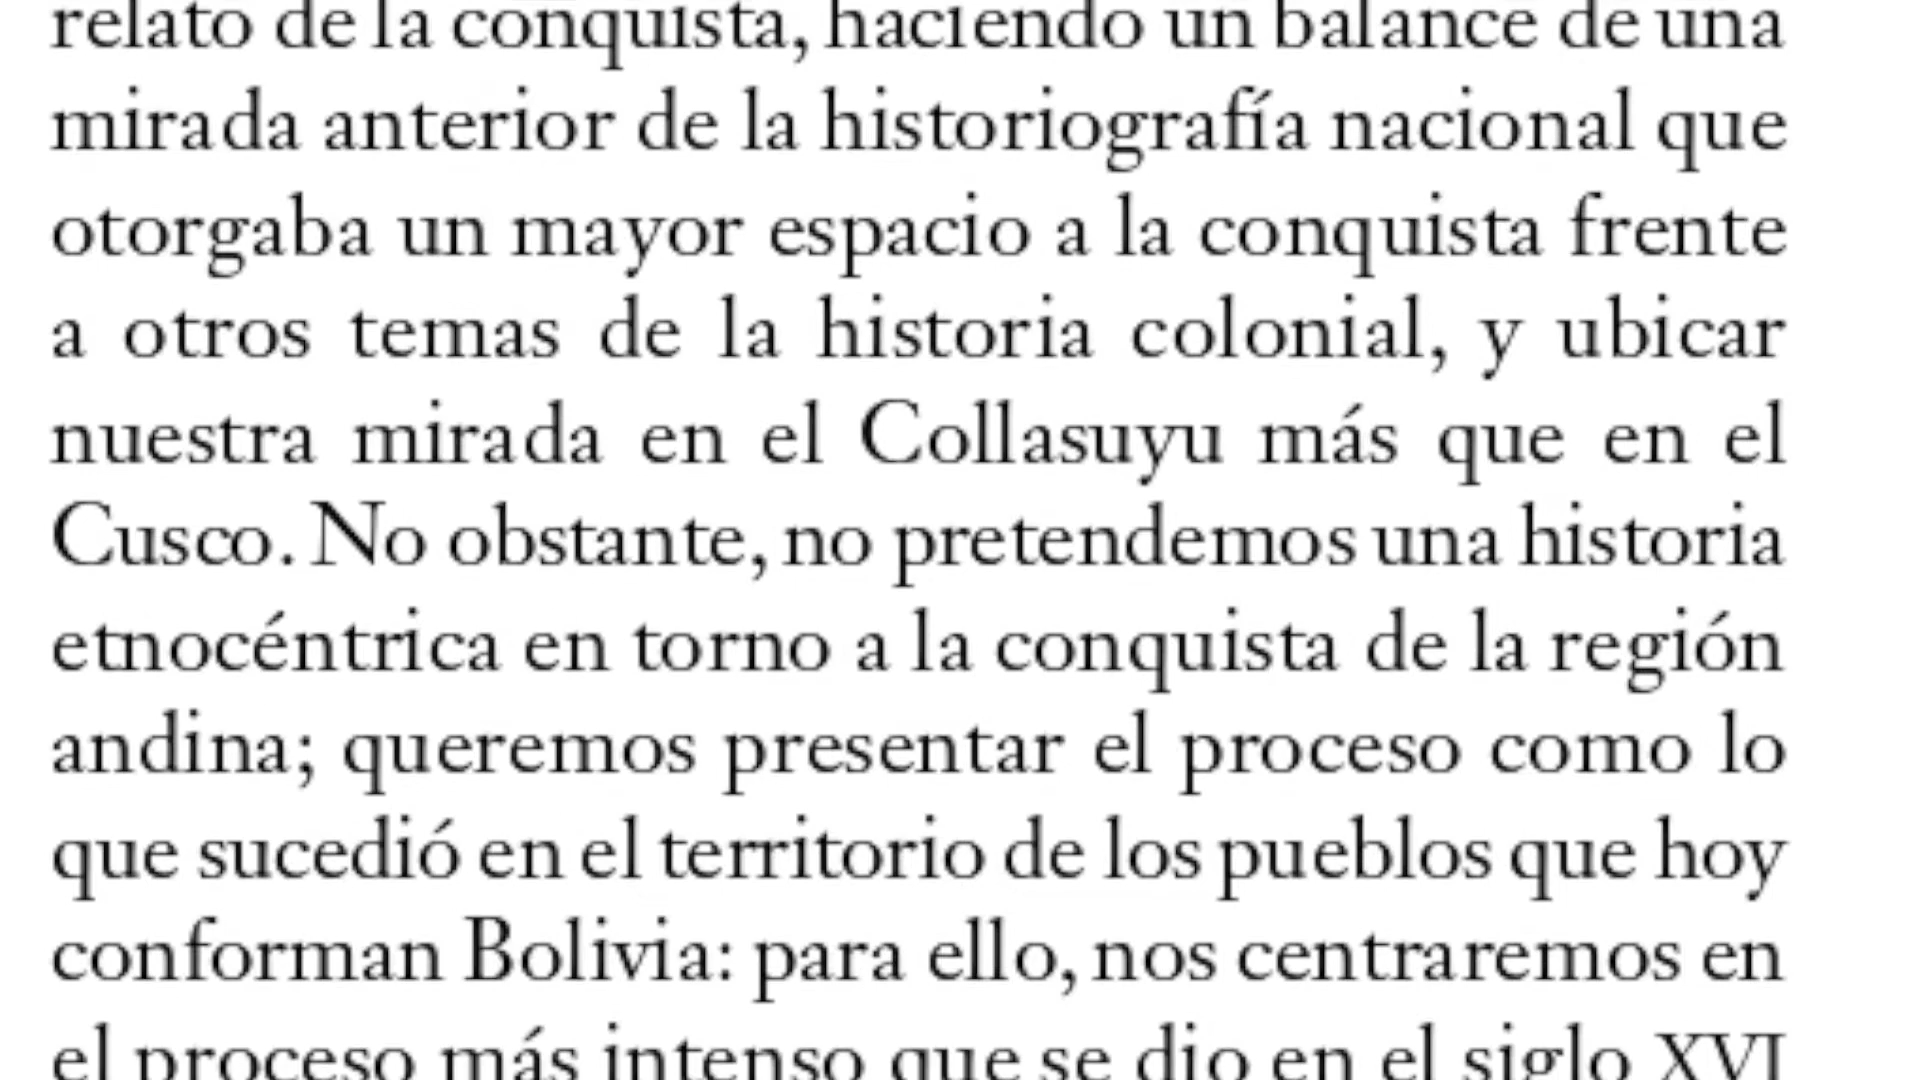 relato de la conquista, haciendo un balance de una
mirada anterior de la historiografía nacional que
otorgaba un mayor espacio a la conquista frente
a otros temas de la historia colonial, y ubicar
nuestra mirada en el Collasuyu más que en el
Cusco. No obstante, no pretendemos una historia
etnocéntrica en torno a la conquista de la región
andina; queremos presentar el proceso como lo
que sucedió en el territorio de los pueblos que hoy
conforman Bolivia: para ello, nos centraremos en
el proceso más intenso que se dio en el siglo XVI